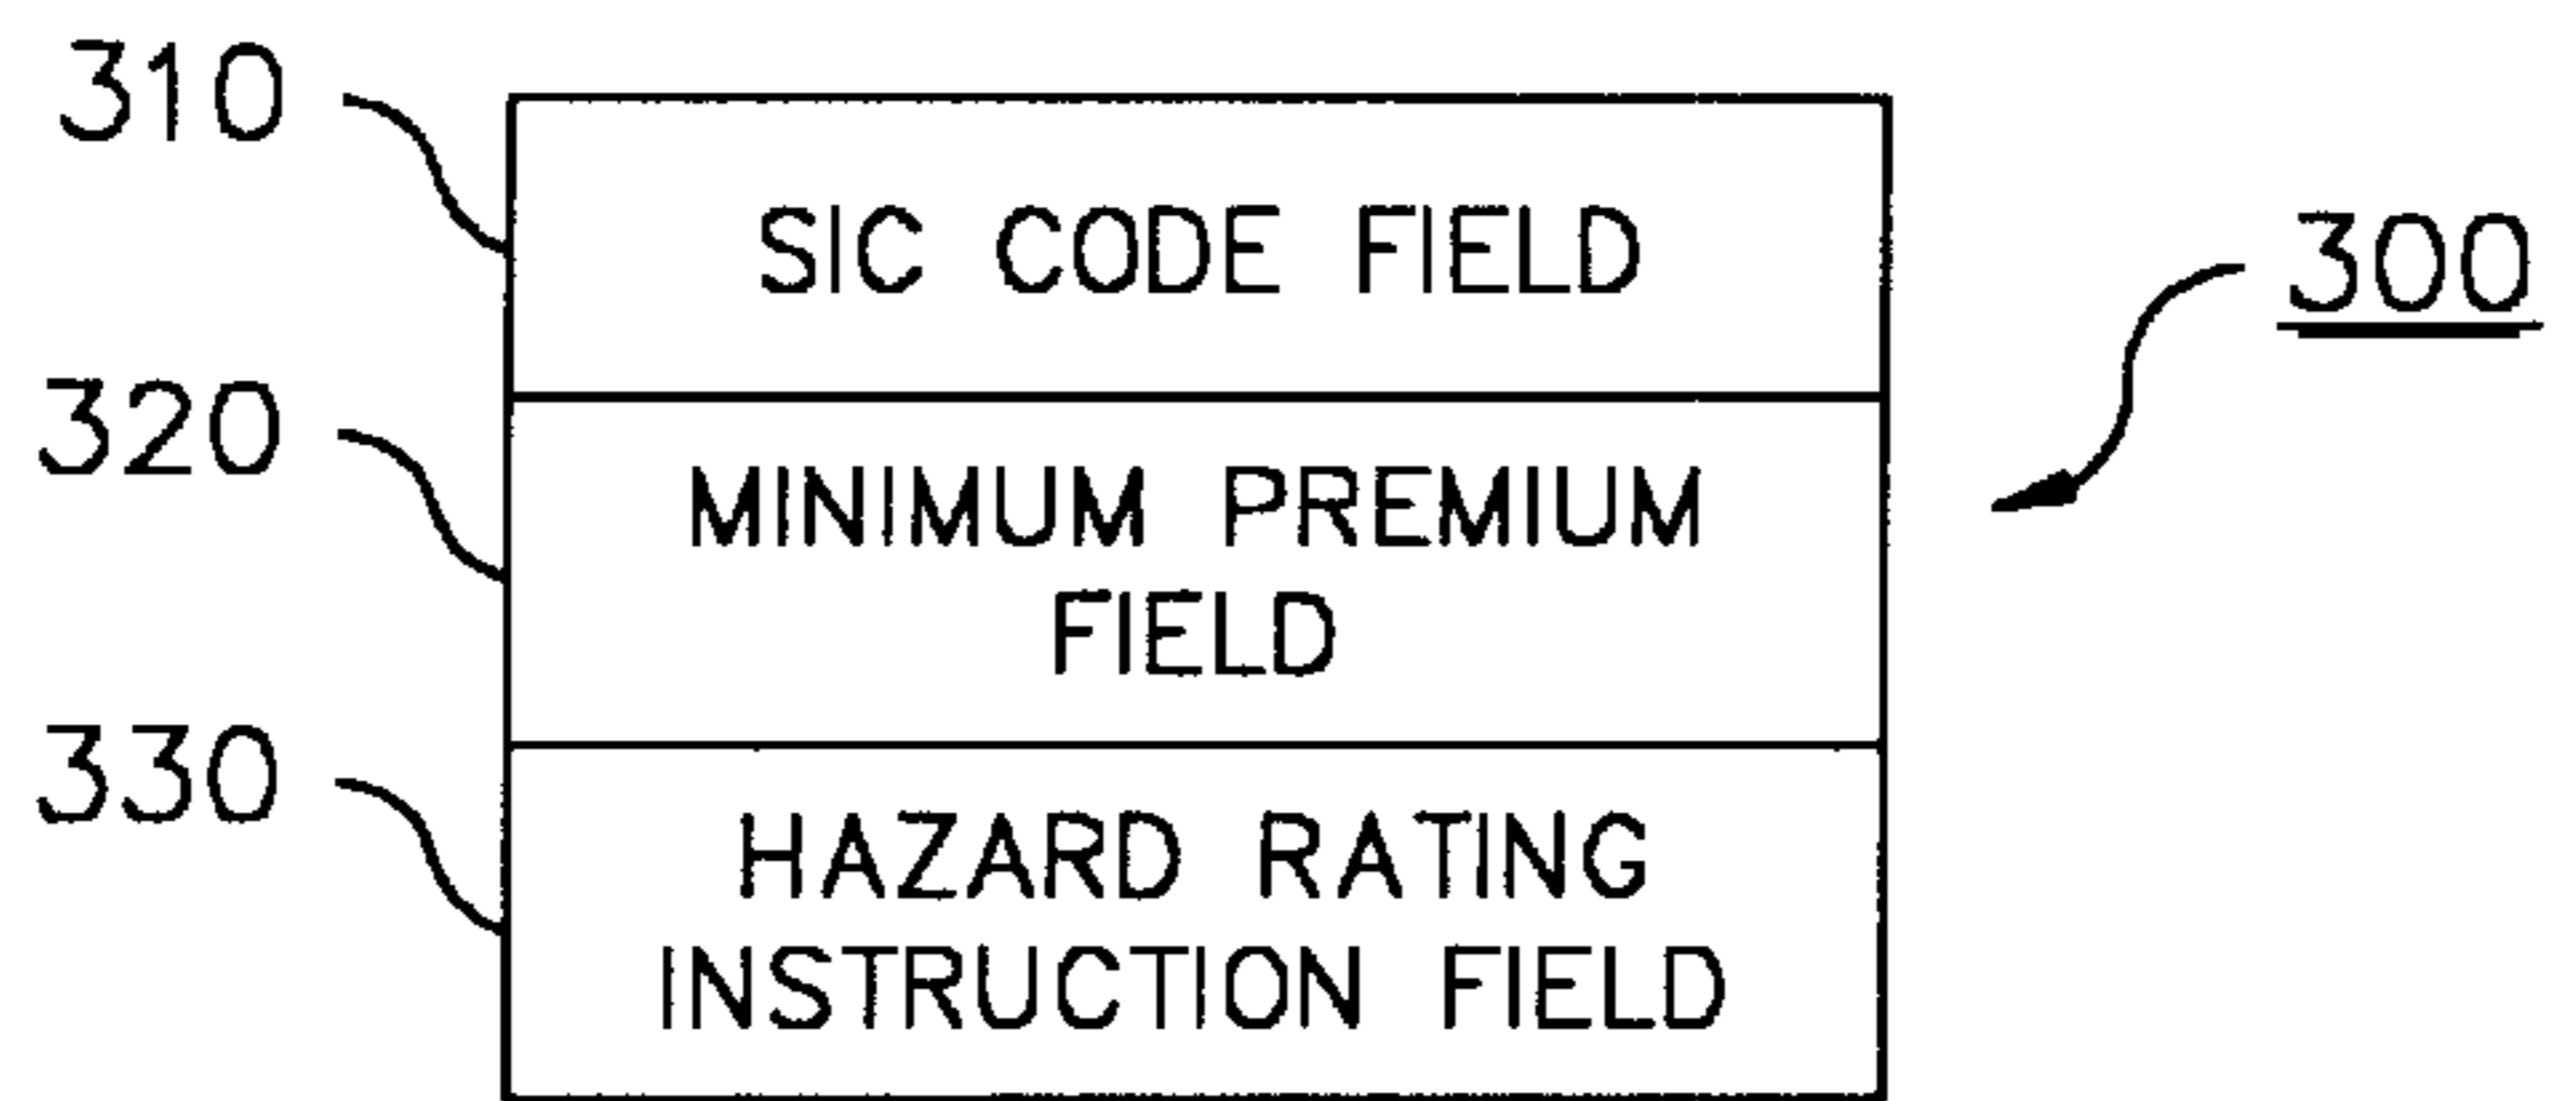 310
SIC CODE FIELD
300
320
MINIMUM PREMIUM
FIELD
330
HAZARD RATING
INSTRUCTION FIELD